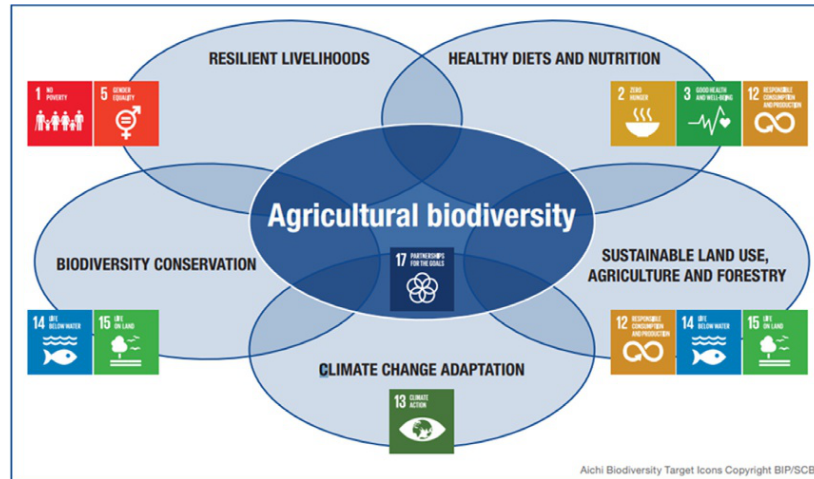 RESILIENT LIVELIHOODS
HEALTHY DIETS AND NUTRITION
1 NO
POVERTY
5 GENDER
EQUALITY
2 ZERO
HUNGER
3 GOOD HEALTH
AND WELL-BEING
12 RESPONSIBLE
CONSUMPTION
AND PRODUCTION
Agricultural biodiversity
17 PARTNERSHIPS
FOR THE GOALS
BIODIVERSITY CONSERVATION
SUSTAINABLE LAND USE,
AGRICULTURE AND FORESTRY
14 LIFE
BELOW WATER
15 LIFE
ON LAND
12 RESPONSIBLE
CONSUMPTION
AND PRODUCTION
14 LIFE
BELOW WATER
15 LIFE
ON LAND
CLIMATE CHANGE ADAPTATION
13 CLIMATE
ACTION
Aichi Biodiversity Target Icons Copyright BIP/SCB